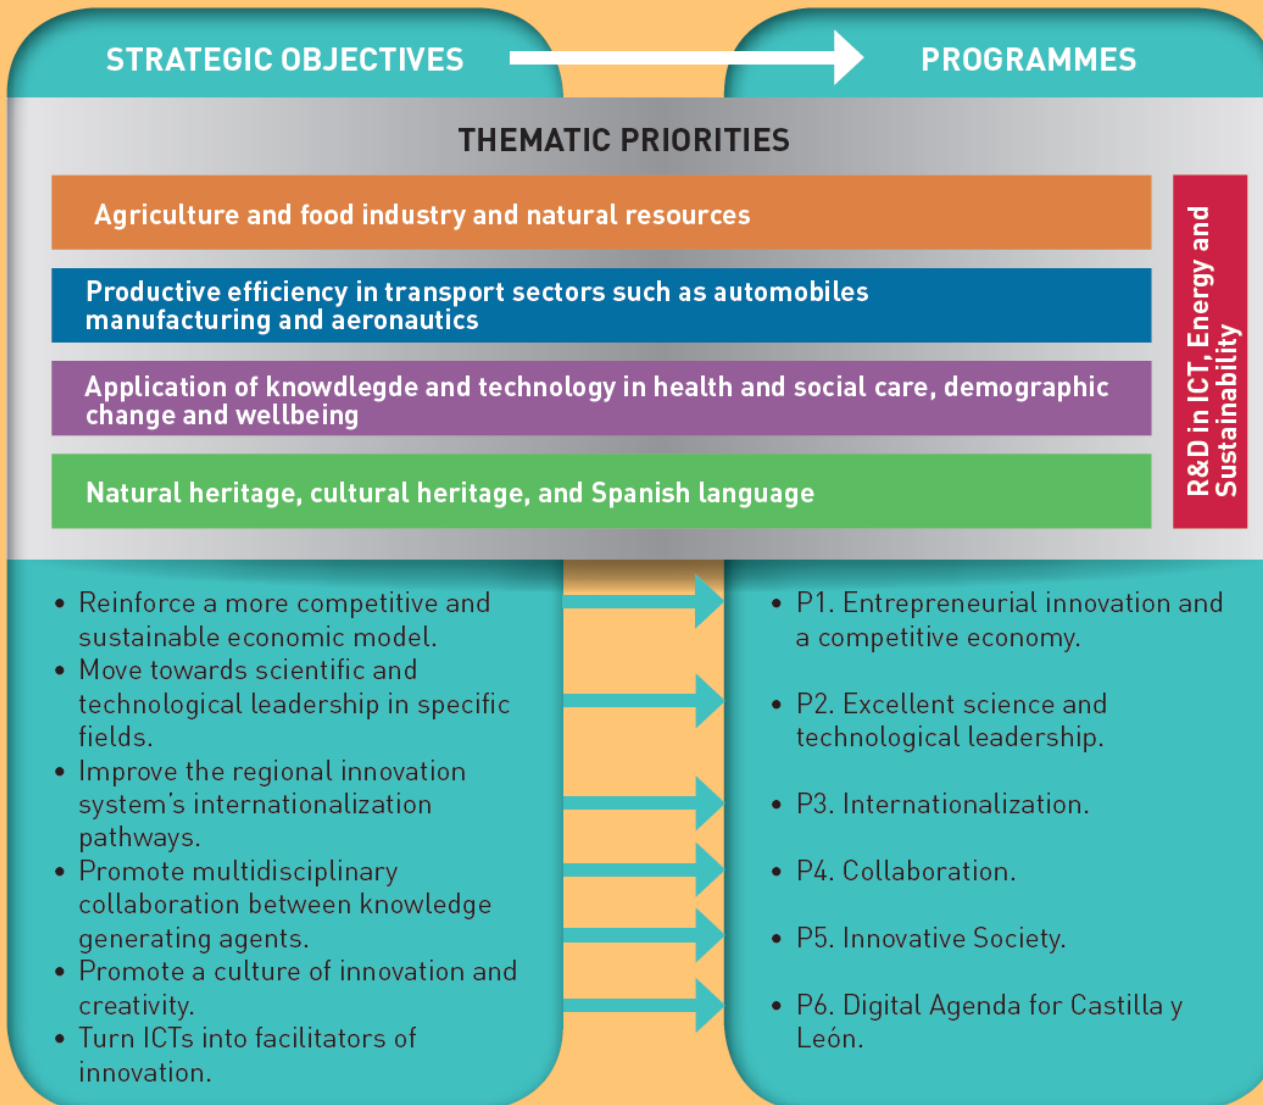 STRATEGIC OBJECTIVES
PROGRAMMES
THEMATIC PRIORITIES
Agriculture and food industry and natural resources
Productive efficiency in transport sectors such as automobiles
manufacturing and aeronautics
Application of knowdlegde and technology in health and social care, demographic
change and wellbeing
Natural heritage, cultural heritage, and Spanish language
R&D in ICT, Energy and
Sustainability
• Reinforce a more competitive and
sustainable economic model.
• Move towards scientific and
technological leadership in specific
fields.
• Improve the regional innovation
system's internationalization
pathways.
• Promote multidisciplinary
collaboration between knowledge
generating agents.
• Promote a culture of innovation and
creativity.
• Turn ICTs into facilitators of
innovation.
• P1. Entrepreneurial innovation and
a competitive economy.
• P2. Excellent science and
technological leadership.
• P3. Internationalization.
• P4. Collaboration.
• P5. Innovative Society.
• P6. Digital Agenda for Castilla y
León.